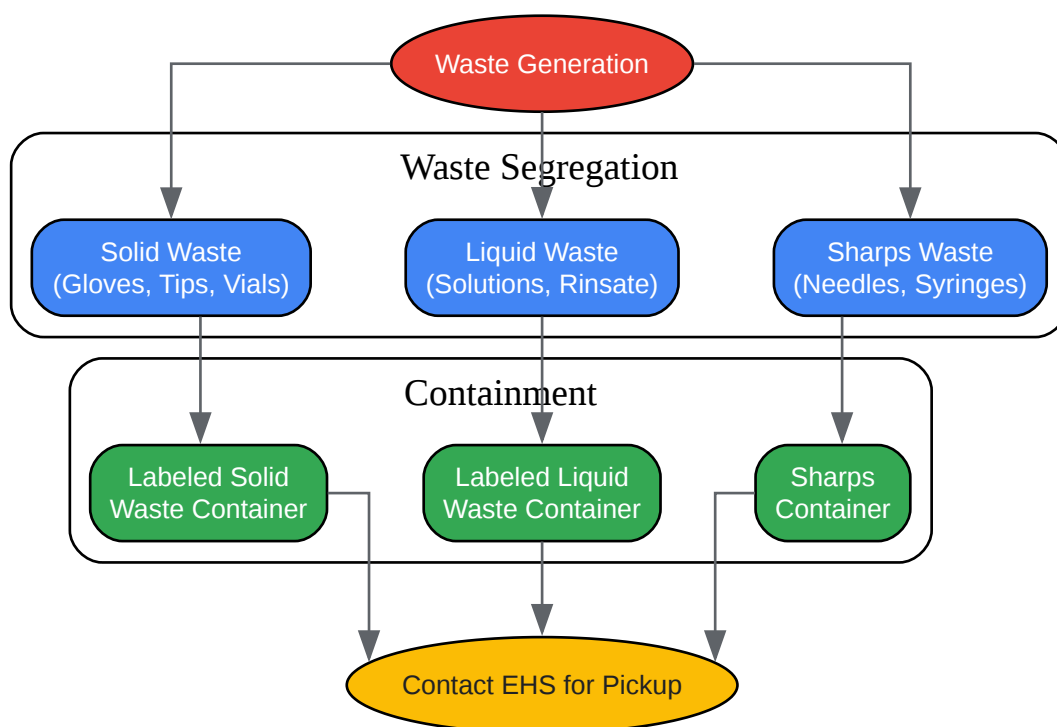 Waste Generation
Waste Segregation
Solid Waste
(Gloves, Tips, Vials)
Liquid Waste
(Solutions, Rinsate)
Sharps Waste
(Needles, Syringes)
Containment
Labeled Solid
Waste Container
Labeled Liquid
Waste Container
Sharps
Container
Contact EHS for Pickup